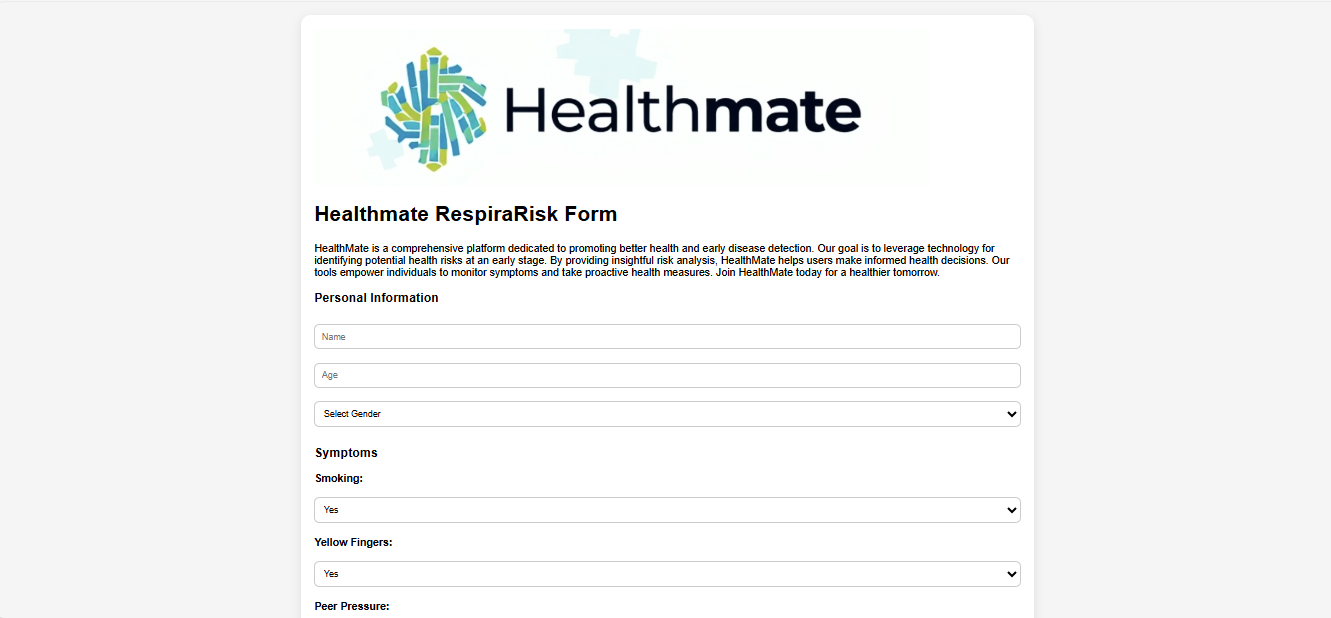 Healthmate
Healthmate RespiraRisk Form
HealthMate is a comprehensive platform dedicated to promoting better health and early disease detection. Our goal is to leverage technology for
identifying potential health risks at an early stage. By providing insightful risk analysis, HealthMate helps users make informed health decisions. Our
tools empower individuals to monitor symptoms and take proactive health measures. Join HealthMate today for a healthier tomorrow.
Personal Information
Name
Age
Select Gender
Symptoms
Smoking:
Yes
Yellow Fingers:
Yes
Peer Pressure: